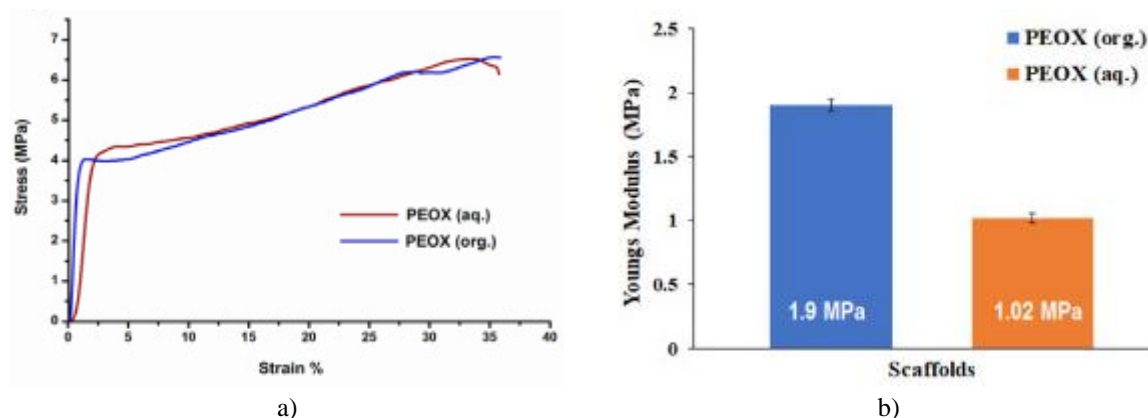 7
6
5
4
3
2
1
0
Stress (MPa)
PEOX (aq.)
PEOX (org.)
0 5 10 15 20 25 30 35 40
Strain %
a)
2.5
2
1.5
1
0.5
0
Youngs Modulus (MPa)
PEOX (org.)
PEOX (aq.)
1.9 MPa 1.02 MPa
Scaffolds
b)